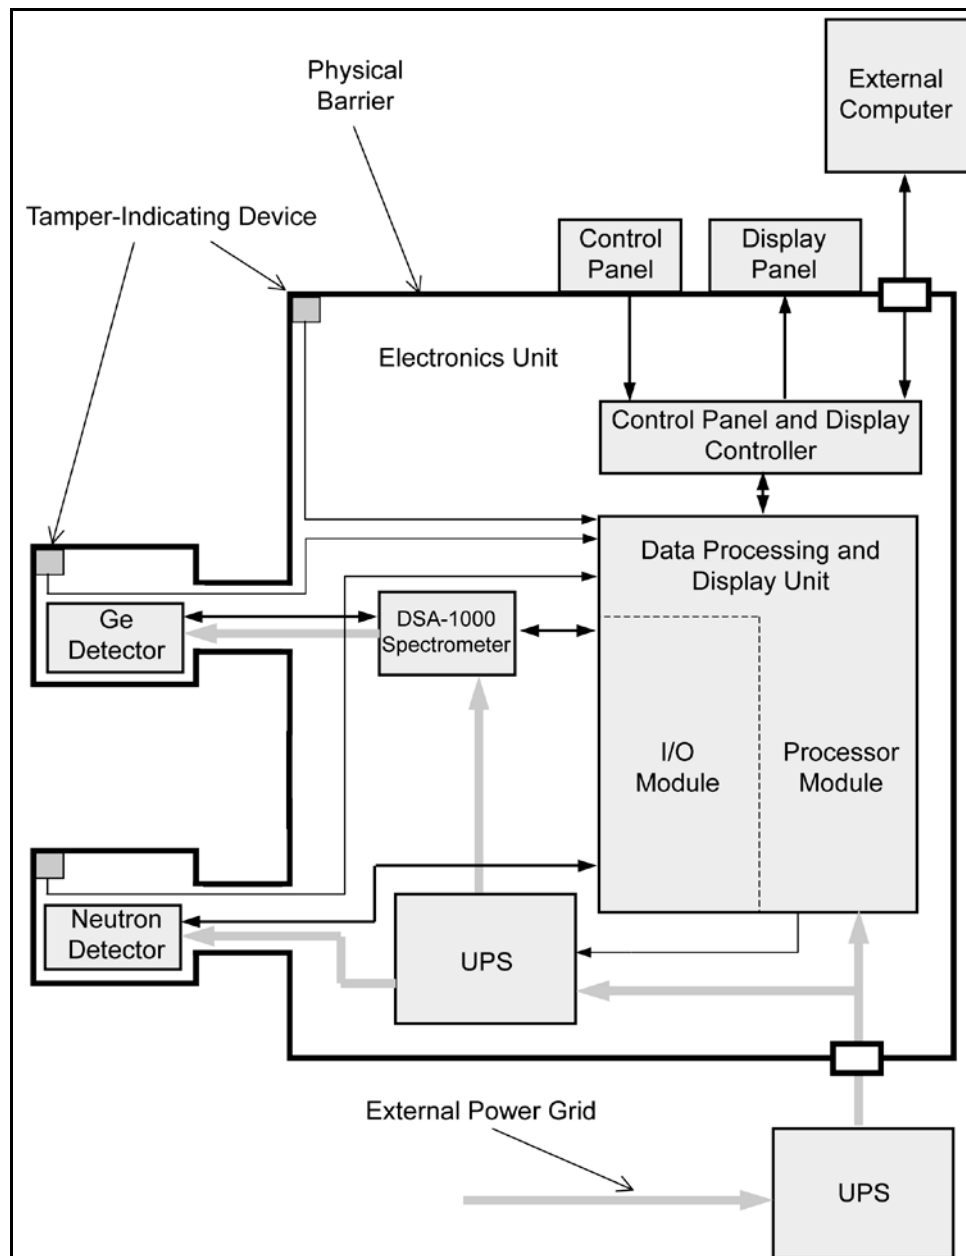 Physical
Barrier
External
Computer
Tamper-Indicating Device
Control
Panel
Display
Panel
Electronics Unit
Control Panel and Display
Controller
Data Processing and
Display Unit
Ge
Detector
DSA-1000
Spectrometer
I/O
Module
Processor
Module
Neutron
Detector
UPS
External Power Grid
UPS